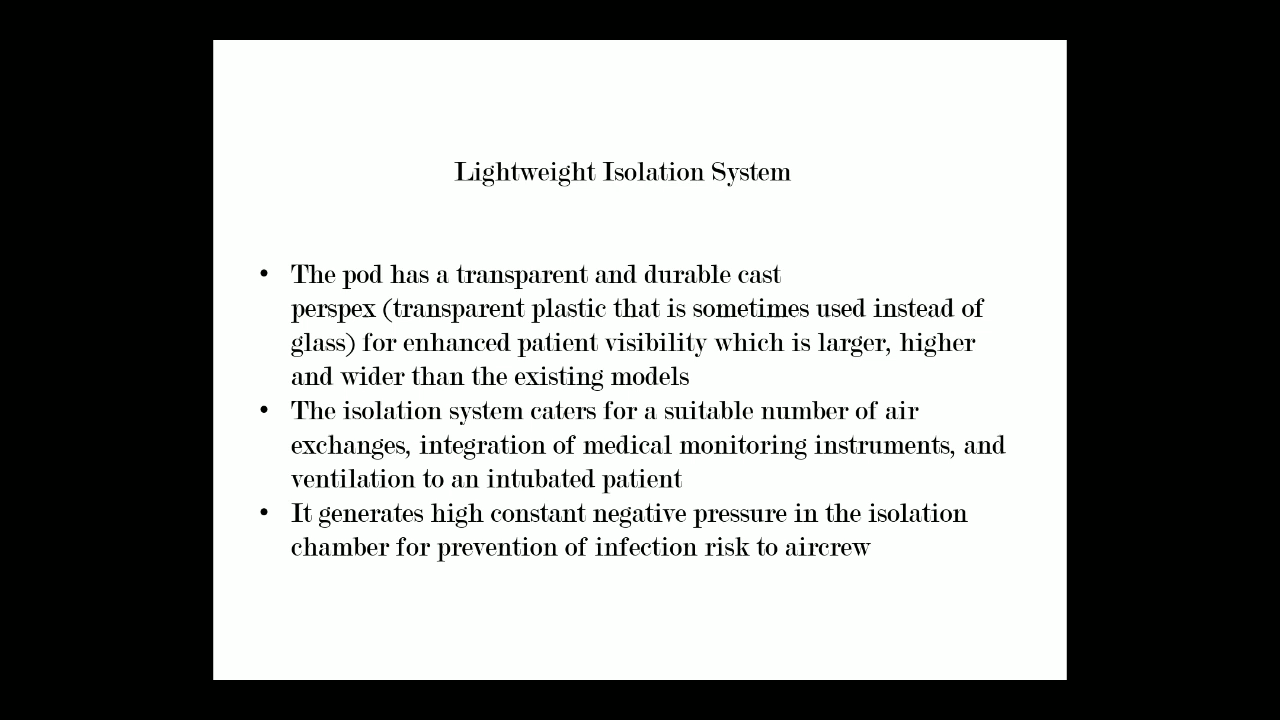 Lightweight Isolation System
• The pod has a transparent and durable cast
perspex (transparent plastic that is sometimes used instead of
glass) for enhanced patient visibility which is larger, higher
and wider than the existing models
• The isolation system caters for a suitable number of air
exchanges, integration of medical monitoring instruments, and
ventilation to an intubated patient
• It generates high constant negative pressure in the isolation
chamber for prevention of infection risk to aircrew